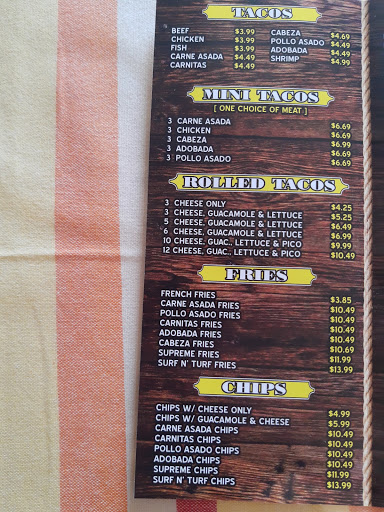 TACOS
BEEF $3.99
CHICKEN $3.99
FISH $3.99
CARNE ASADA $4.49
CARNITAS $4.49
CABEZA $4.69
POLLO ASADO $4.49
ADOBADA $4.49
SHRIMP $4.99
MINI TACOS
[ ONE CHOICE OF MEAT ]
3 CARNE ASADA $6.69
3 CHICKEN $6.69
3 CABEZA $6.99
3 ADOBADA $6.69
3 POLLO ASADO $6.69
ROLLED TACOS
3 CHEESE ONLY $4.25
3 CHEESE, GUACAMOLE & LETTUCE $5.25
5 CHEESE, GUACAMOLE & LETTUCE $6.49
6 CHEESE, GUACAMOLE & LETTUCE $6.99
10 CHEESE, GUAC., LETTUCE & PICO $9.99
12 CHEESE, GUAC., LETTUCE & PICO $10.49
FRIES
FRENCH FRIES $3.85
CARNE ASADA FRIES $10.49
POLLO ASADO FRIES $10.49
CARNITAS FRIES $10.49
ADOBADA FRIES $10.49
CABEZA FRIES $10.69
SUPREME FRIES $11.99
SURF N' TURF FRIES $13.99
CHIPS
CHIPS W/ CHEESE ONLY $4.99
CHIPS W/ GUACAMOLE & CHEESE $5.99
CARNE ASADA CHIPS $10.49
CARNITAS CHIPS $10.49
POLLO ASADO CHIPS $10.49
ADOBADA CHIPS $10.49
SUPREME CHIPS $11.99
SURF N' TURF CHIPS $13.99